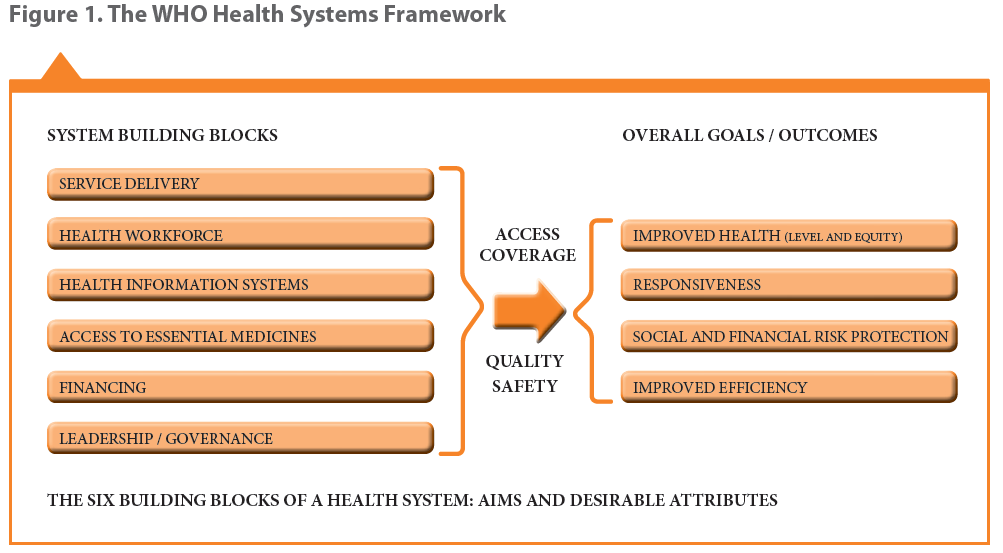 Figure 1. The WHO Health Systems Framework
SYSTEM BUILDING BLOCKS
SERVICE DELIVERY
HEALTH WORKFORCE
HEALTH INFORMATION SYSTEMS
ACCESS TO ESSENTIAL MEDICINES
FINANCING
LEADERSHIP / GOVERNANCE
ACCESS
COVERAGE
QUALITY
SAFETY
OVERALL GOALS / OUTCOMES
IMPROVED HEALTH (LEVEL AND EQUITY)
RESPONSIVENESS
SOCIAL AND FINANCIAL RISK PROTECTION
IMPROVED EFFICIENCY
THE SIX BUILDING BLOCKS OF A HEALTH SYSTEM: AIMS AND DESIRABLE ATTRIBUTES